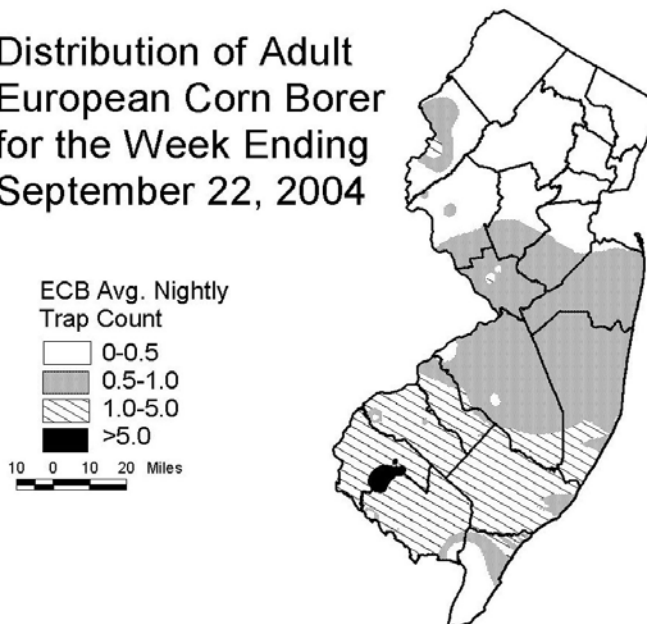 Distribution of Adult
European Corn Borer
for the Week Ending
September 22, 2004
ECB Avg. Nightly
Trap Count
0-0.5
0.5-1.0
1.0-5.0
>5.0
10 0 10 20 Miles